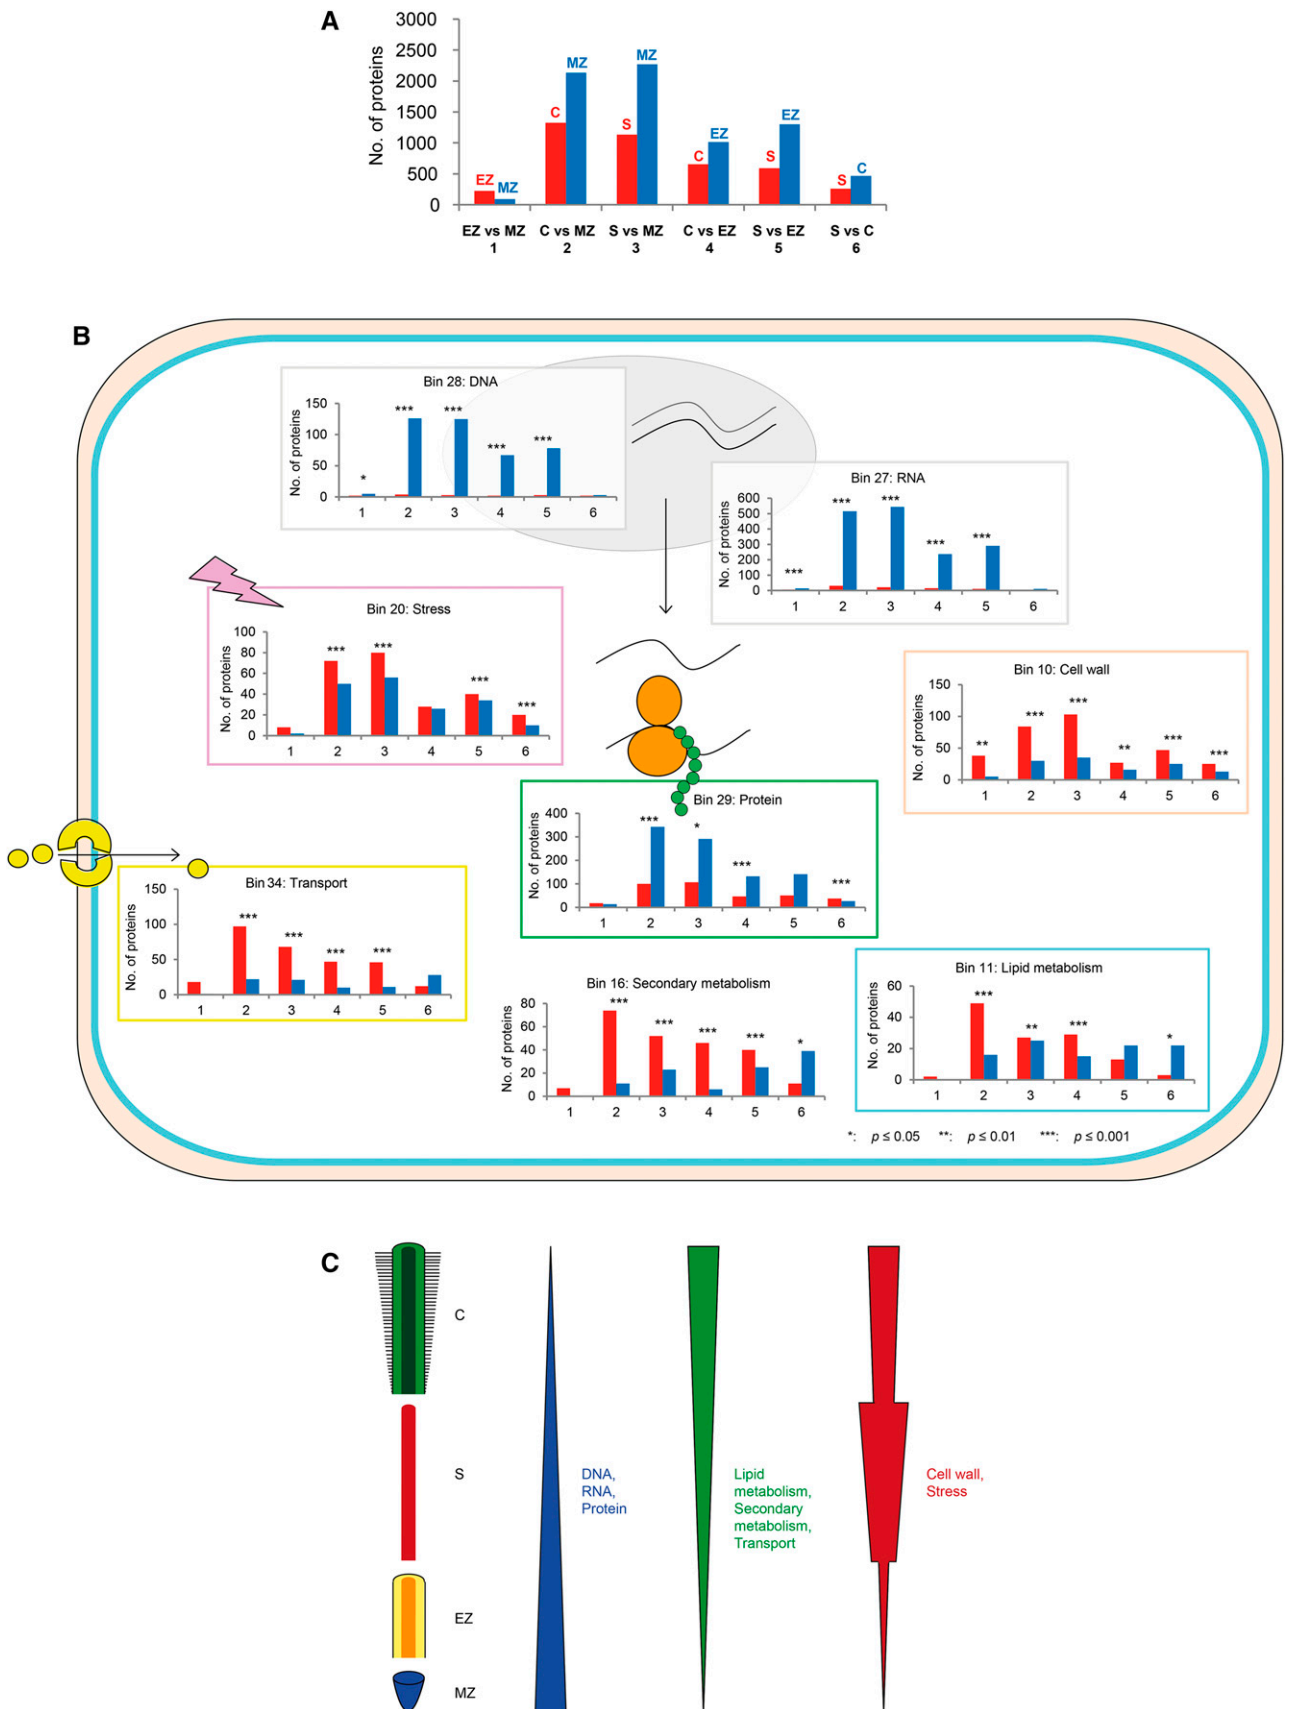 A
No. of proteins
3000
2500
2000
1500
1000
500
0
EZ MZ C MZ S MZ C EZ S EZ S C
EZ vs MZ C vs MZ S vs MZ C vs EZ S vs EZ S vs C
1 2 3 4 5 6
B
Bin 28: DNA
No. of proteins
150
100
50
0
* *** *** *** ***
1 2 3 4 5 6
Bin 27: RNA
No. of proteins
600
500
400
300
200
100
0
*** *** *** *** ***
1 2 3 4 5 6
Bin 20: Stress
No. of proteins
100
80
60
40
20
0
*** *** *** ***
1 2 3 4 5 6
Bin 10: Cell wall
No. of proteins
150
100
50
0
** *** *** ** *** ***
1 2 3 4 5 6
Bin 29: Protein
No. of proteins
400
300
200
100
0
*** * *** ***
1 2 3 4 5 6
Bin 34: Transport
No. of proteins
150
100
50
0
*** *** *** ***
1 2 3 4 5 6
Bin 16: Secondary metabolism
No. of proteins
80
60
40
20
0
*** *** *** *** *
1 2 3 4 5 6
Bin 11: Lipid metabolism
No. of proteins
60
40
20
0
*** ** *** *
1 2 3 4 5 6
*: p ≤ 0.05 **: p ≤ 0.01 ***: p ≤ 0.001
C
C
S
EZ
MZ
DNA,
RNA,
Protein
Lipid
metabolism,
Secondary
metabolism,
Transport
Cell wall,
Stress